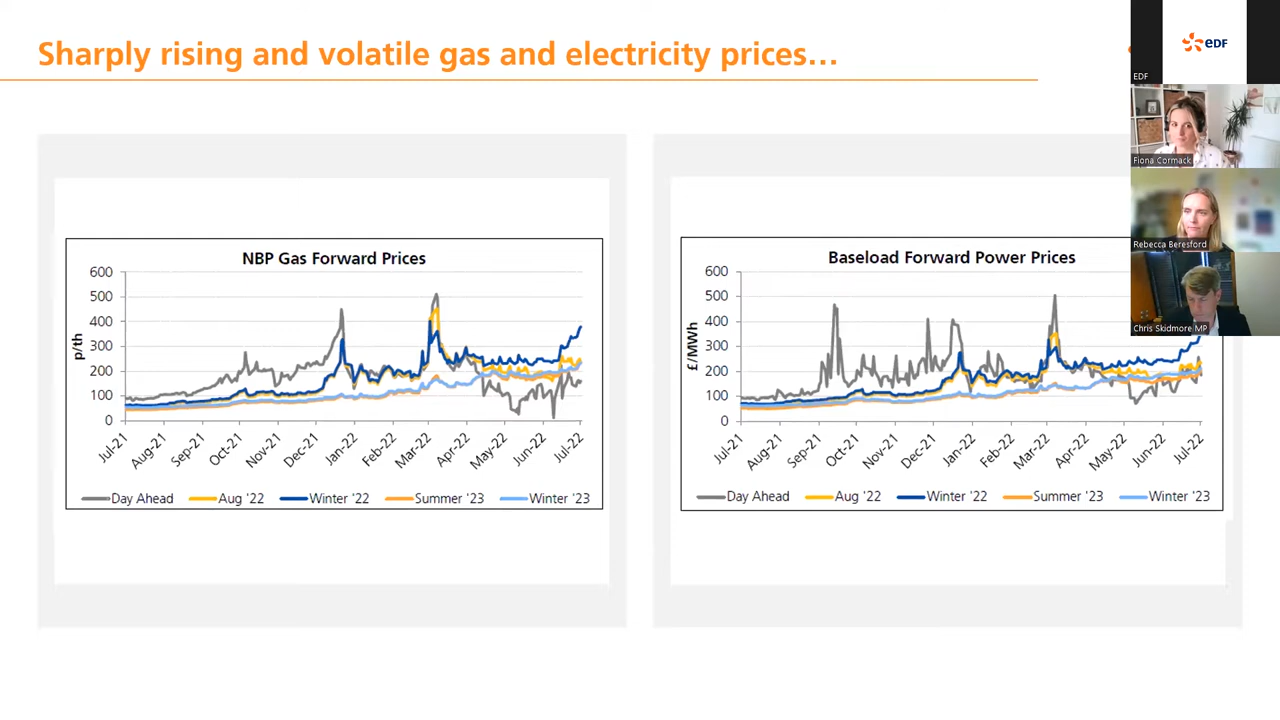 Sharply rising and volatile gas and electricity prices…
NBP Gas Forward Prices
600
500
400
300
200
100
0
p/th
Jul-21
Aug-21
Sep-21
Oct-21
Nov-21
Dec-21
Jan-22
Feb-22
Mar-22
Apr-22
May-22
Jun-22
Jul-22
Day Ahead Aug '22 Winter '22 Summer '23 Winter '23
Baseload Forward Power Prices
600
500
400
300
200
100
0
£/MWh
Jul-21
Aug-21
Sep-21
Oct-21
Nov-21
Dec-21
Jan-22
Feb-22
Mar-22
Apr-22
May-22
Jun-22
Jul-22
Day Ahead Aug '22 Winter '22 Summer '23 Winter '23
eDF
EDF
Fiona Cormack
Rebecca Beresford
Chris Skidmore MP